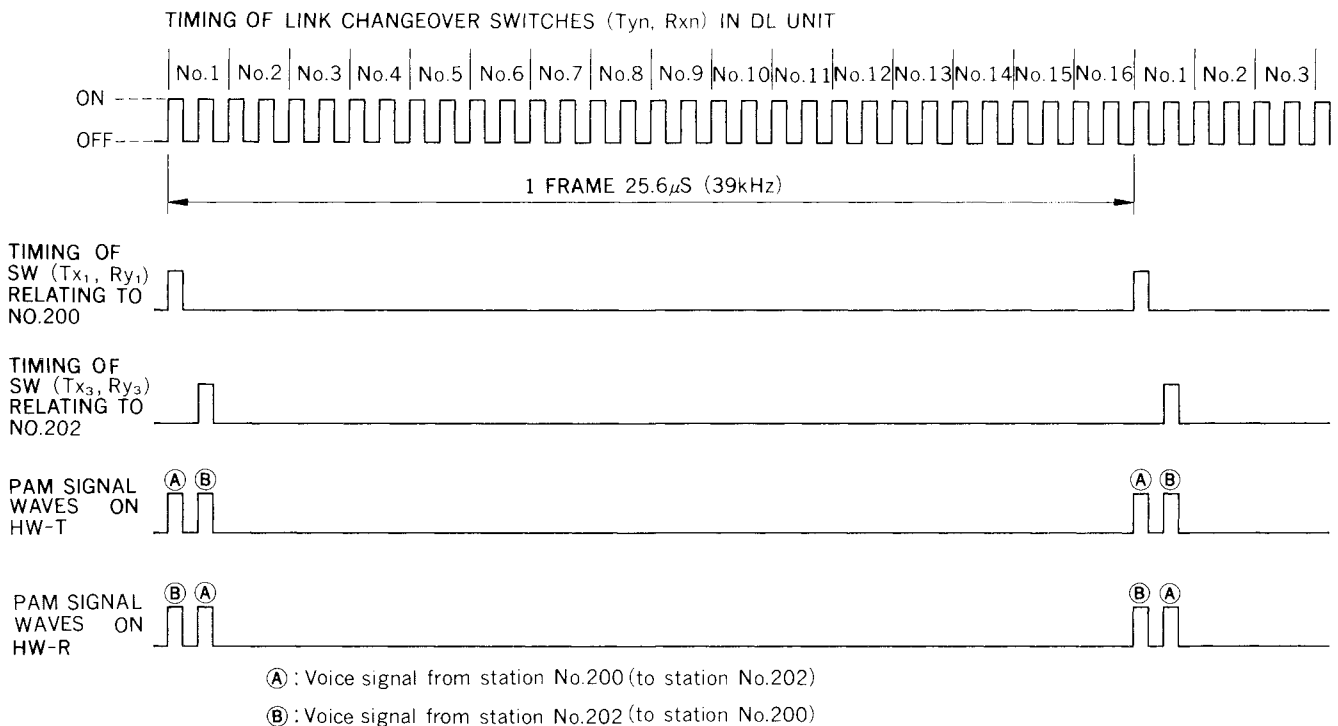 TIMING OF LINK CHANGEOVER SWITCHES (Tyn, Rxn) IN DL UNIT
No.1 No.2 No.3 No.4 No.5 No.6 No.7 No.8 No.9 No.10 No.11 No.12 No.13 No.14 No.15 No.16 No.1 No.2 No.3
ON
OFF
1 FRAME 25.6μS (39kHz)
TIMING OF
SW (Tx₁, Ry₁)
RELATING TO
NO.200
TIMING OF
SW (Tx₃, Ry₃)
RELATING TO
NO.202
Ⓐ Ⓑ Ⓐ Ⓑ
PAM SIGNAL
WAVES ON
HW-T
Ⓑ Ⓐ Ⓑ Ⓐ
PAM SIGNAL
WAVES ON
HW-R
Ⓐ : Voice signal from station No.200 (to station No.202)
Ⓑ : Voice signal from station No.202 (to station No.200)